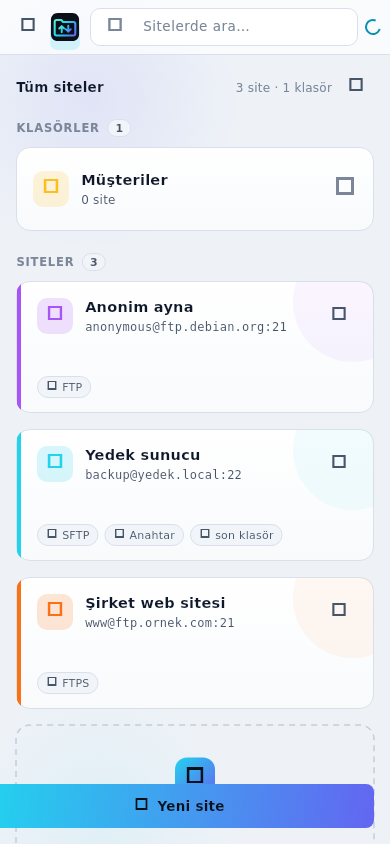 Sitelerde ara…
Tüm siteler
3 site · 1 klasör
KLASÖRLER 1
Müşteriler
0 site
SITELER 3
Anonim ayna
anonymous@ftp.debian.org:21
FTP
Yedek sunucu
backup@yedek.local:22
SFTP Anahtar son klasör
Şirket web sitesi
www@ftp.ornek.com:21
FTPS
Yeni site